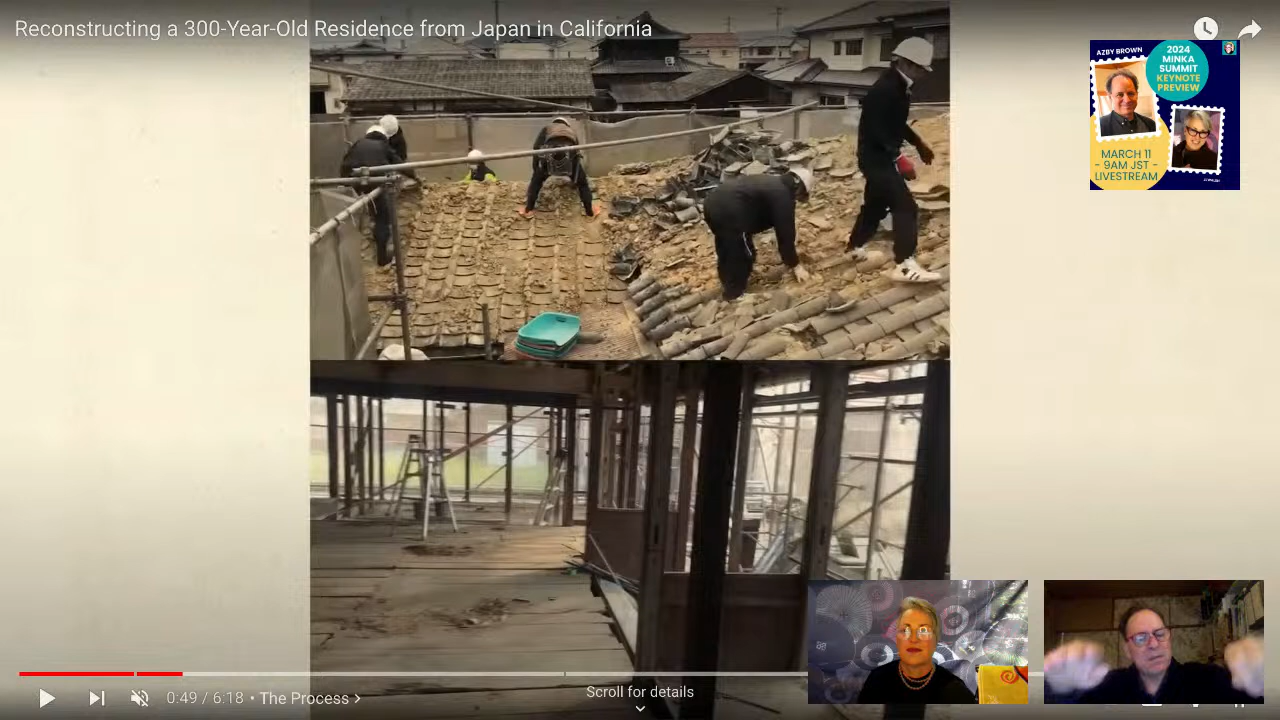 Reconstructing a 300-Year-Old Residence from Japan in California
AZBY BROWN
2024
MINKA
SUMMIT
KEYNOTE
PREVIEW
MARCH 11
- 9AM JST -
LIVESTREAM
0:49 / 6:18 • The Process
Scroll for details